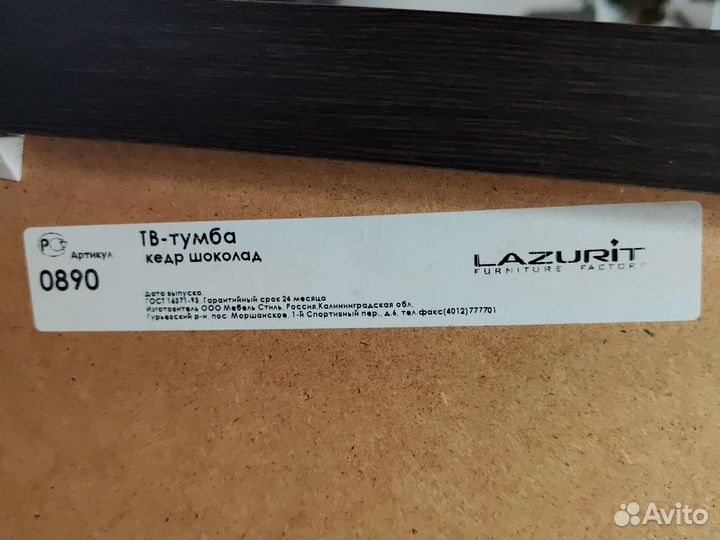 РСТ Артикул
0890
ТВ-тумба
кедр шоколад
LAZURIT
FURNITURE FACTORY
Дата выпуска
ГОСТ 16371-93. Гарантийный срок 24 месяца
Изготовитель ООО Мебель Стиль, Россия,Калининградская обл.
Гурьевский р-н, пос. Моршанское, 1-й Спортивный пер., д.6, тел.факс(4012)777701
Avito